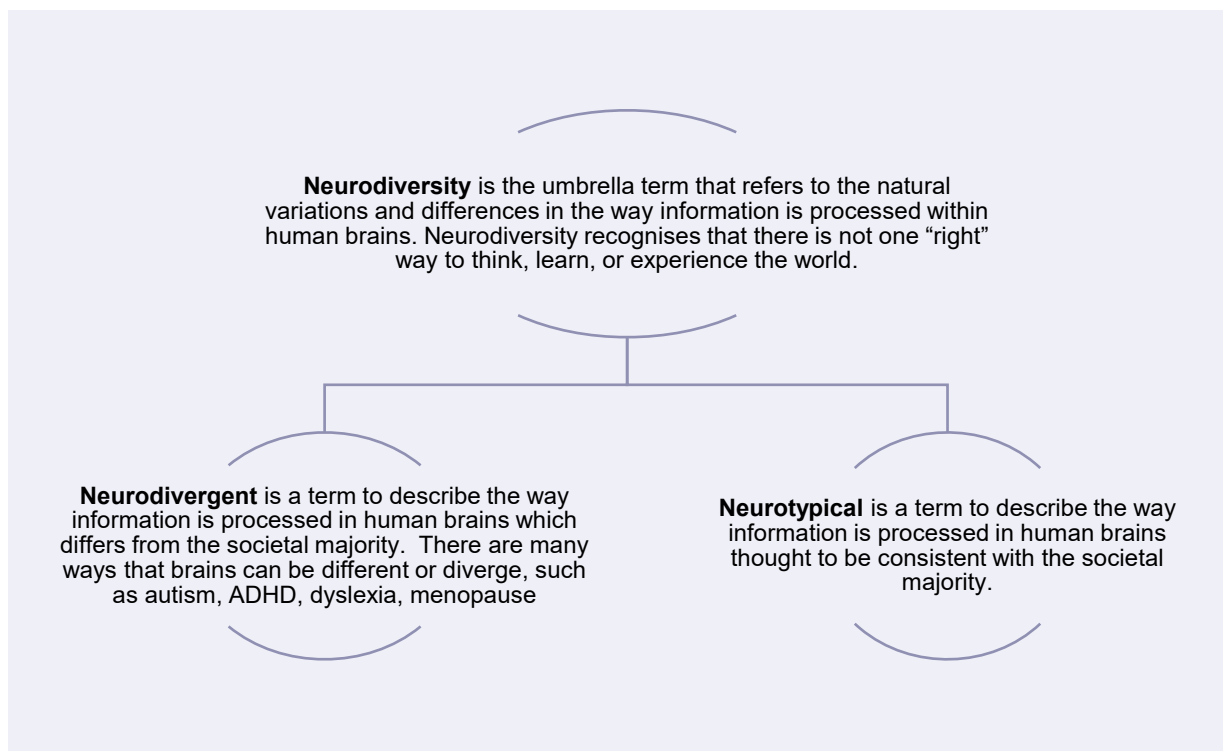 Neurodiversity is the umbrella term that refers to the natural
variations and differences in the way information is processed within
human brains. Neurodiversity recognises that there is not one “right”
way to think, learn, or experience the world.
Neurodivergent is a term to describe the way
information is processed in human brains which
differs from the societal majority.  There are many
ways that brains can be different or diverge, such
as autism, ADHD, dyslexia, menopause
Neurotypical is a term to describe the way
information is processed in human brains
thought to be consistent with the societal
majority.